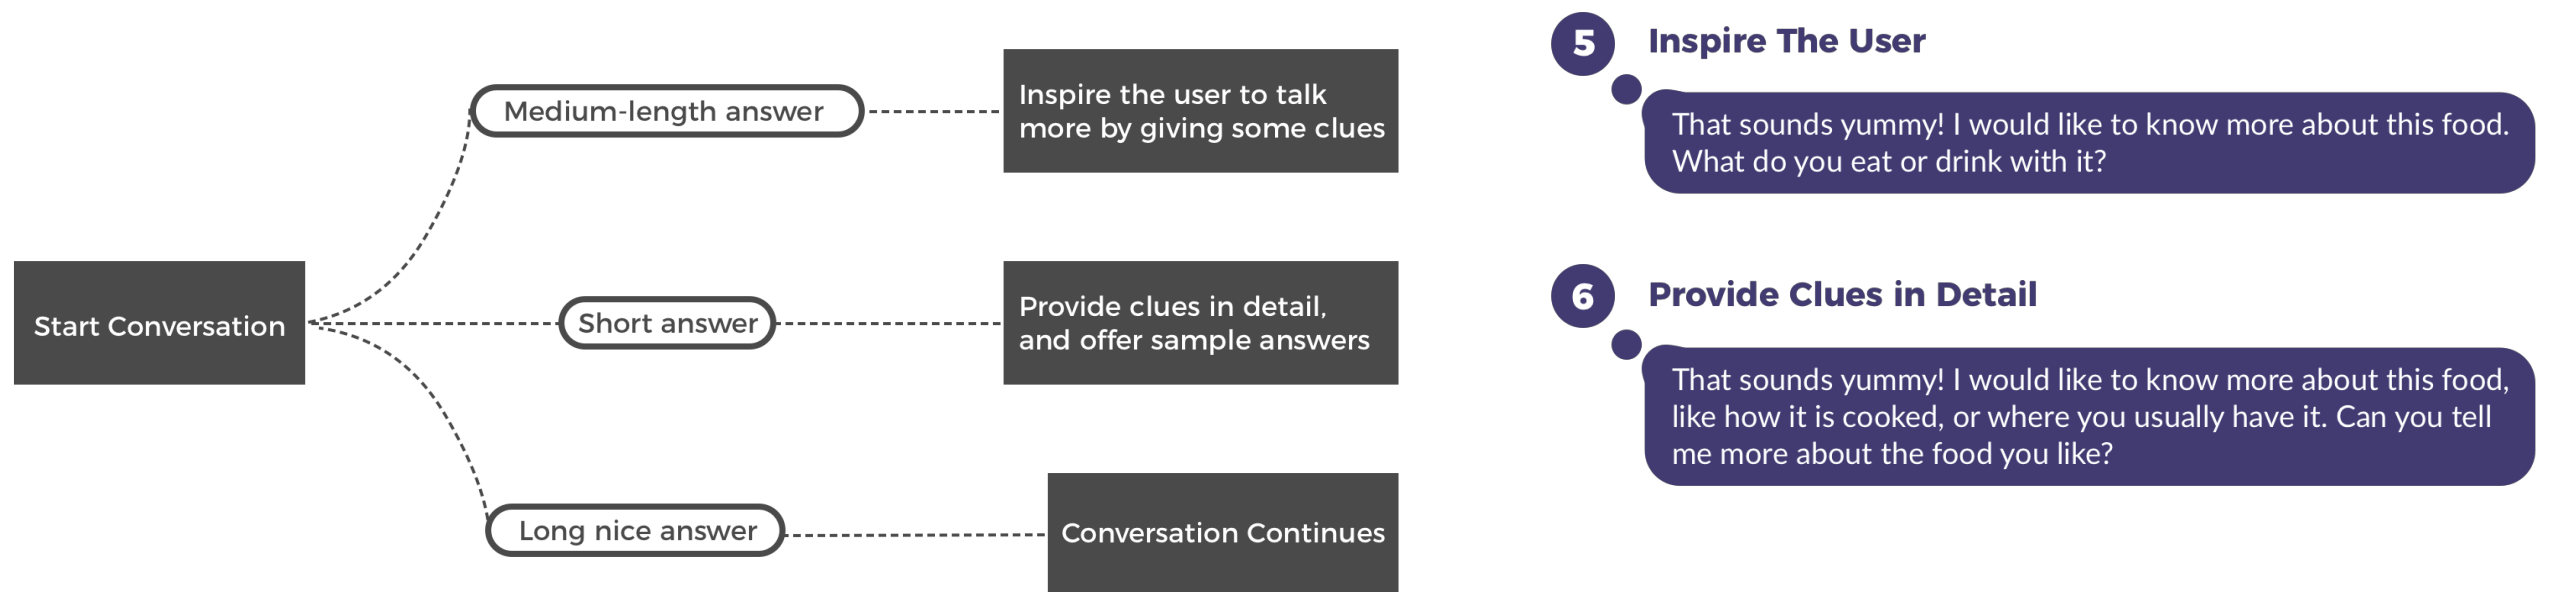 Medium-length answer
Inspire the user to talk
more by giving some clues
Start Conversation
Short answer
Provide clues in detail,
and offer sample answers
Long nice answer
Conversation Continues
5
Inspire The User
That sounds yummy! I would like to know more about this food.
What do you eat or drink with it?
6
Provide Clues in Detail
That sounds yummy! I would like to know more about this food,
like how it is cooked, or where you usually have it. Can you tell
me more about the food you like?